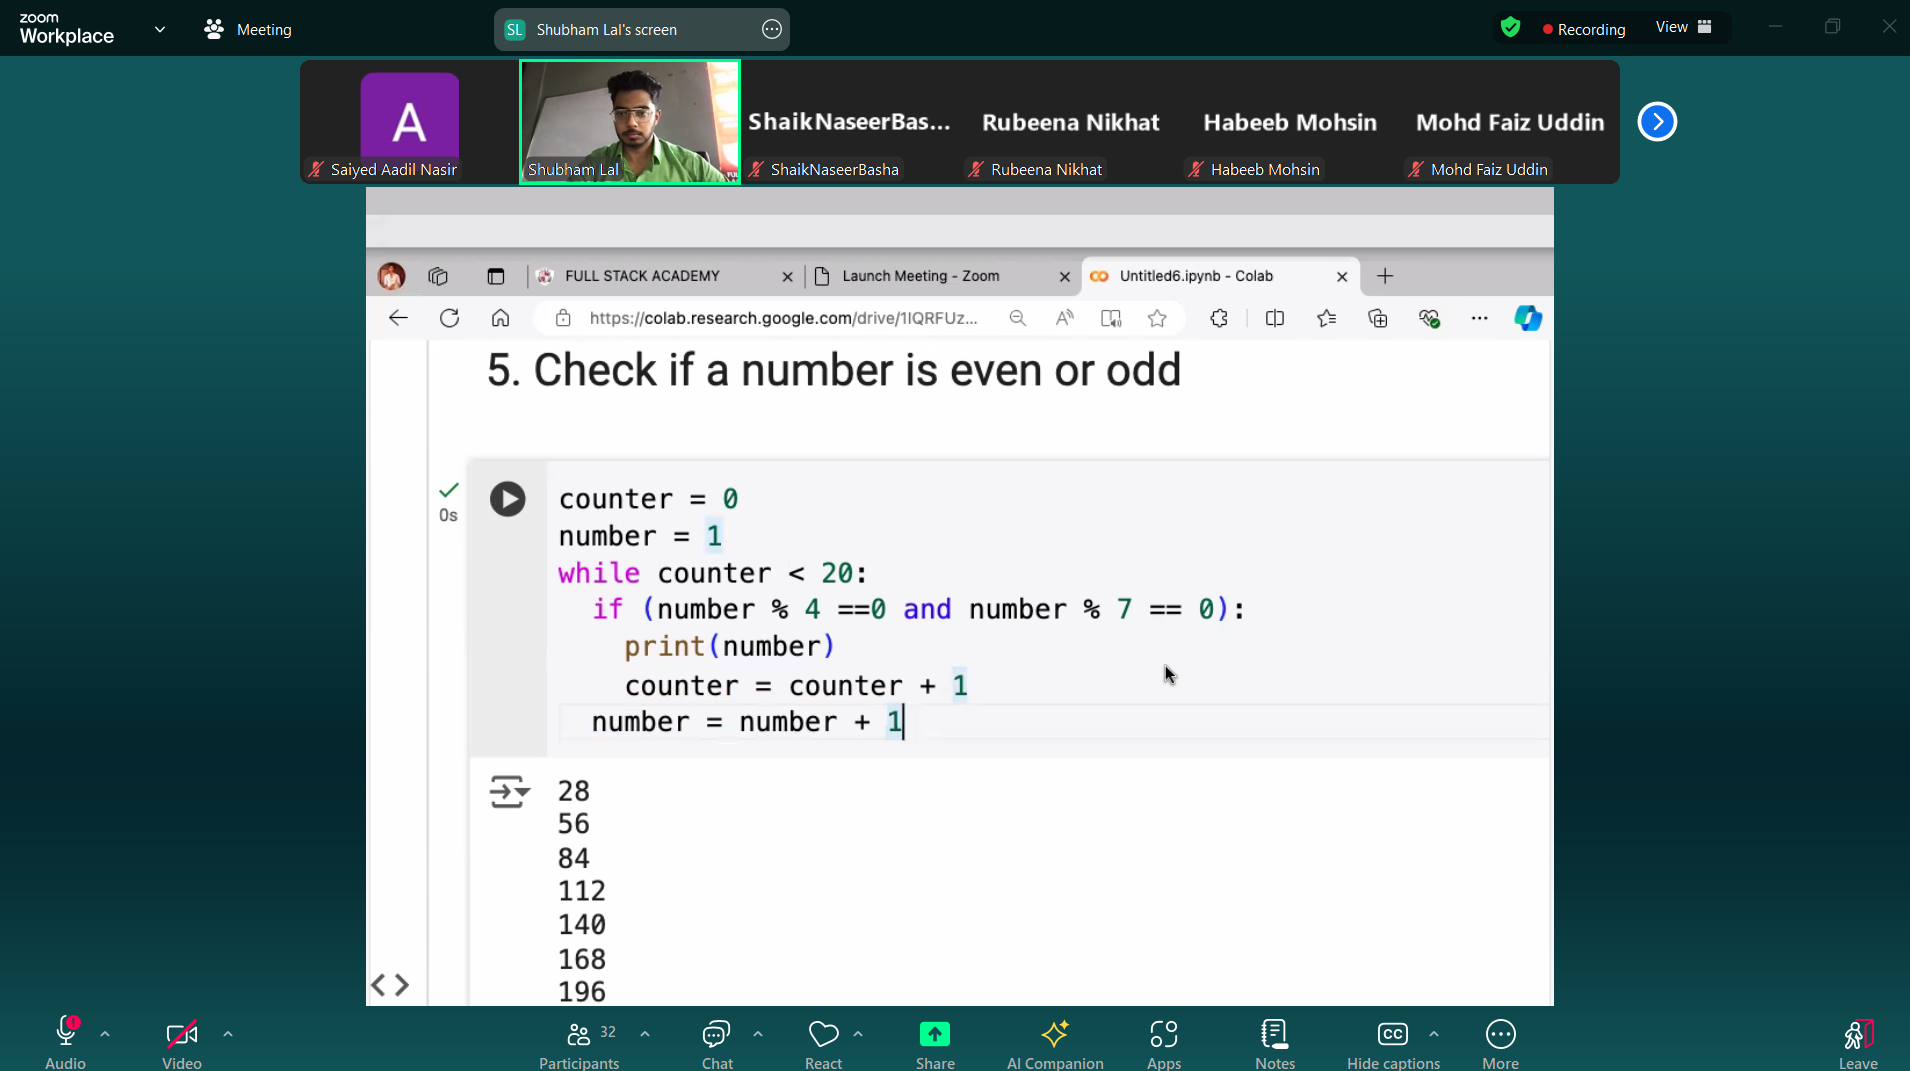 zoom
Workplace
Meeting
SL Shubham Lal's screen
Recording
View
A
ShaikNaseerBas...
Rubeena Nikhat
Habeeb Mohsin
Mohd Faiz Uddin
Saiyed Aadil Nasir
Shubham Lal
ShaikNaseerBasha
Rubeena Nikhat
Habeeb Mohsin
Mohd Faiz Uddin
FULL STACK ACADEMY
Launch Meeting - Zoom
Untitled6.ipynb - Colab
https://colab.research.google.com/drive/1lQRFUz...
5. Check if a number is even or odd
0s
counter = 0
number = 1
while counter < 20:
if (number % 4 ==0 and number % 7 == 0):
print(number)
counter = counter + 1
number = number + 1
28
56
84
112
140
168
196
Audio
Video
32
Participants
Chat
React
Share
AI Companion
Apps
Notes
CC
Hide captions
More
Leave